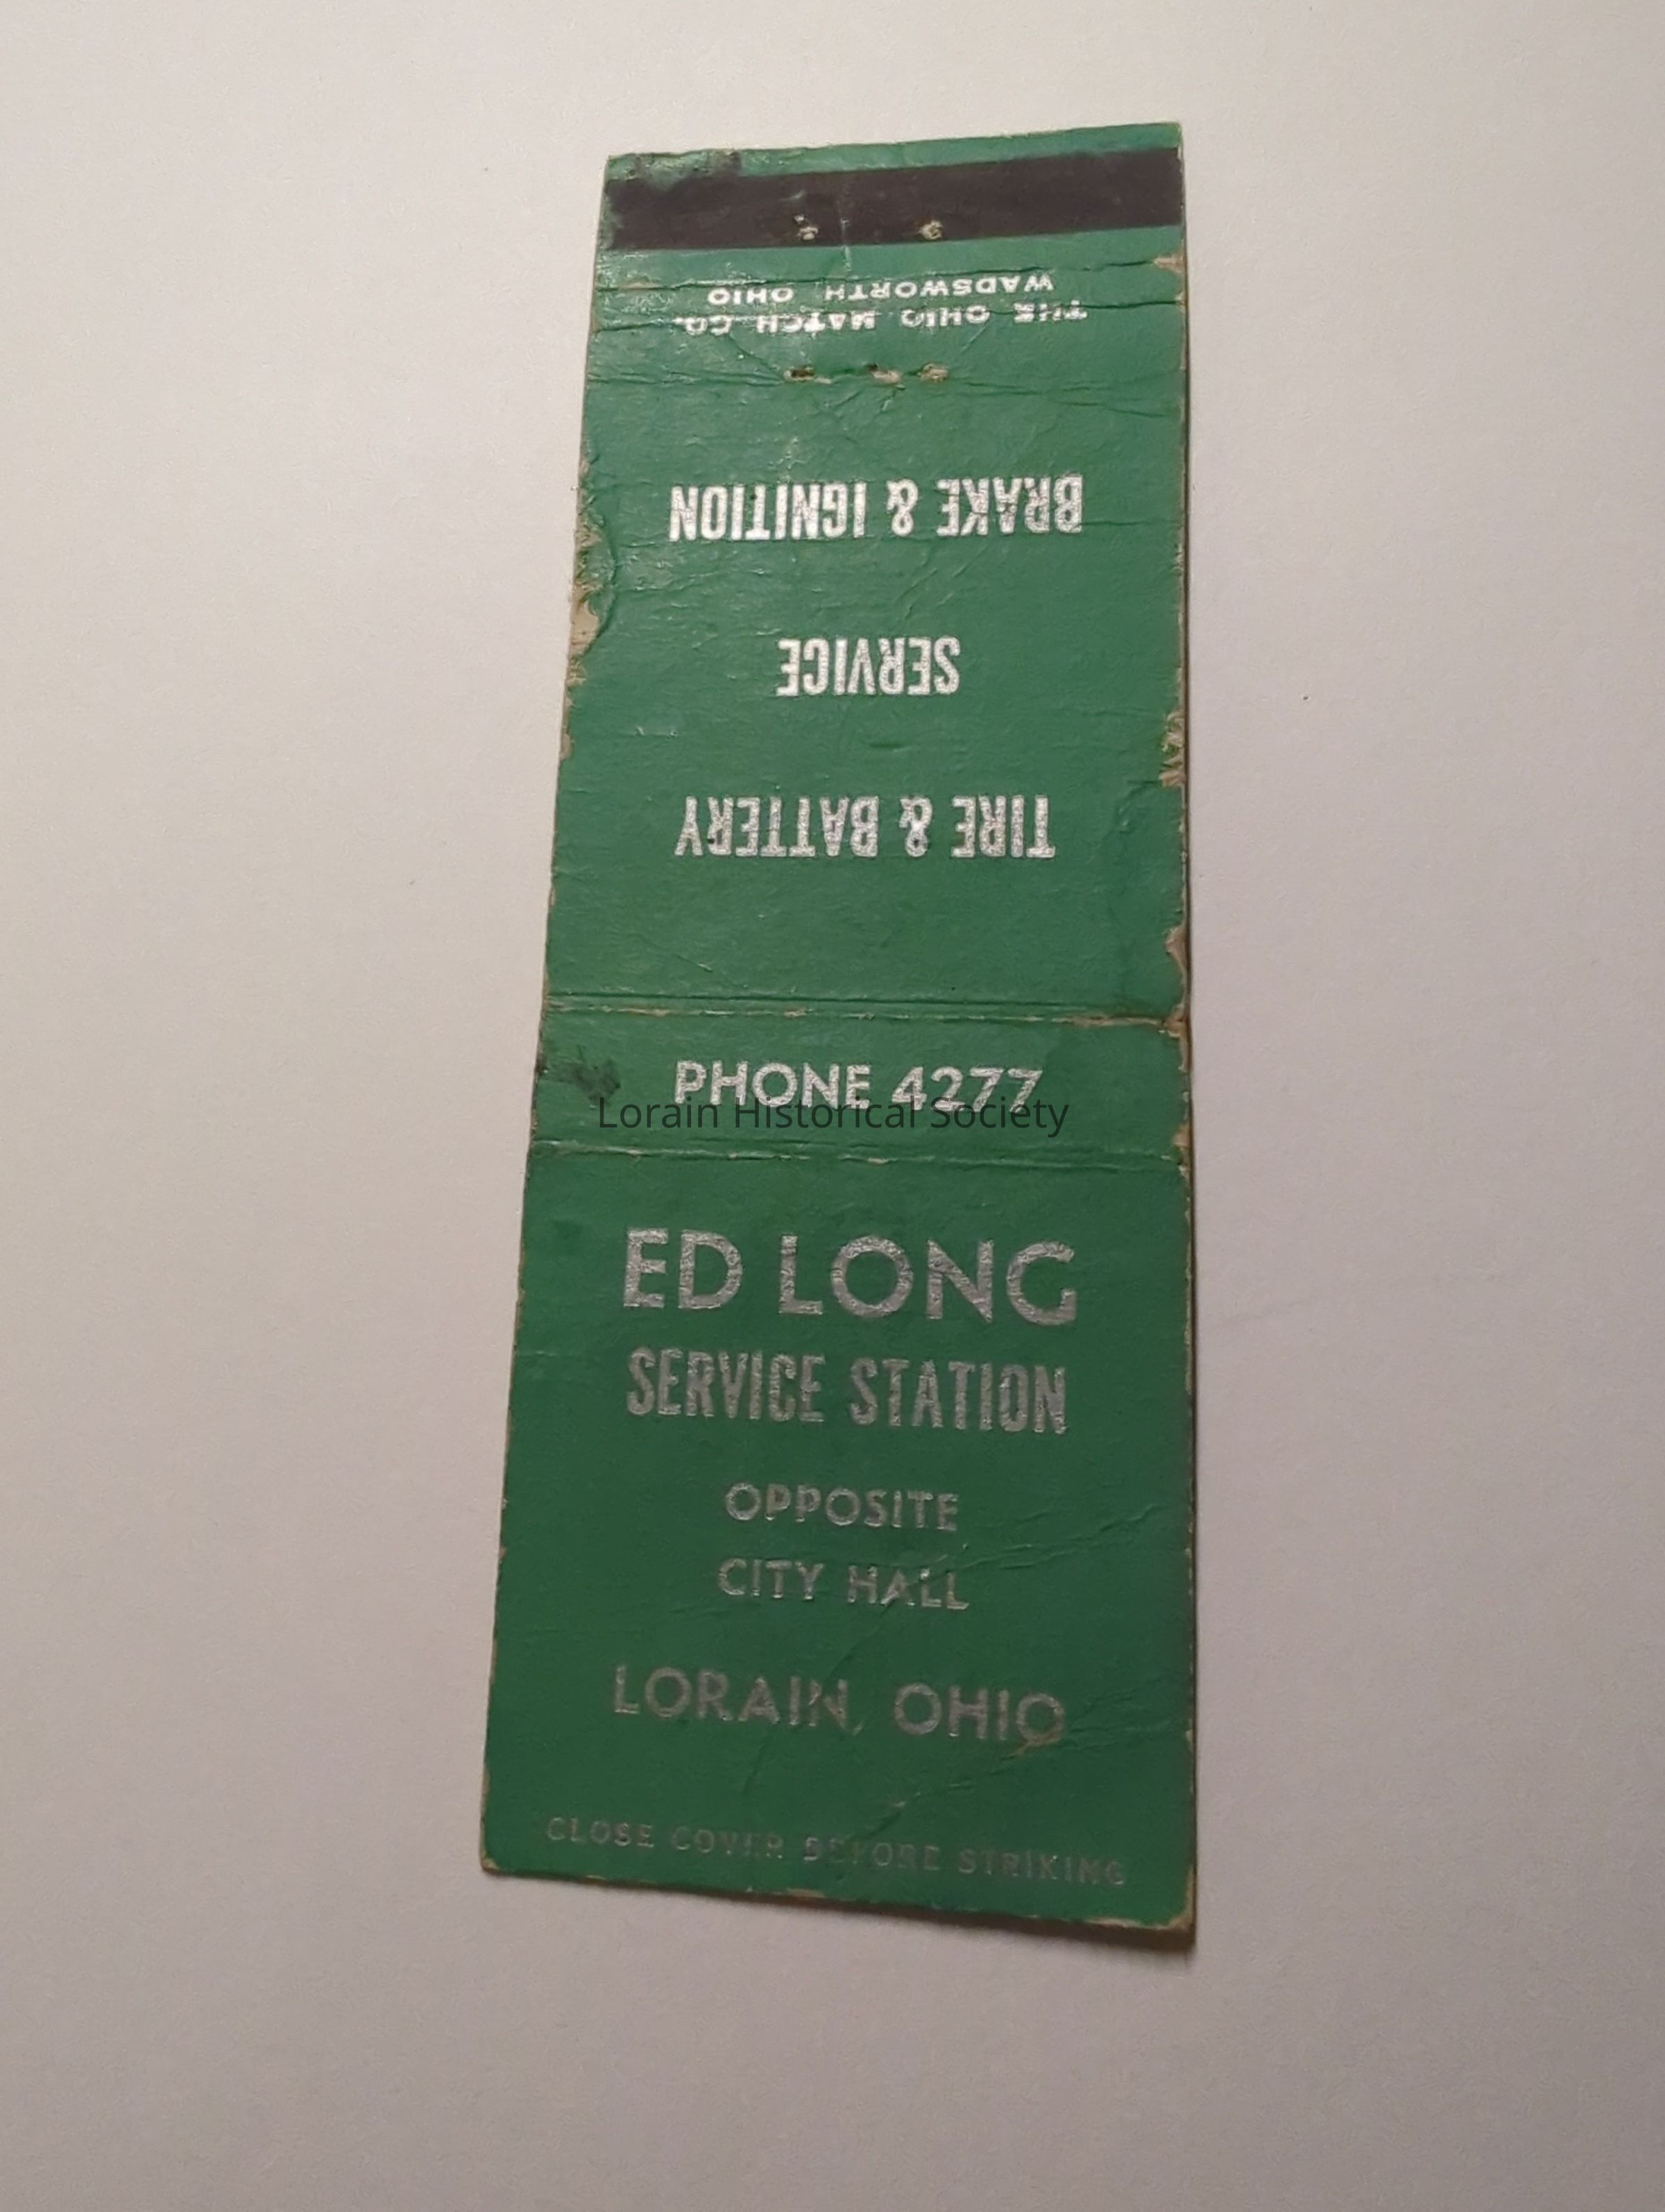 THE OHIO MATCH CO.
WADSWORTH OHIO
BRAKE & IGNITION
SERVICE
TIRE & BATTERY
PHONE 4277
Lorain Historical Society
ED LONG
SERVICE STATION
OPPOSITE
CITY HALL
LORAIN, OHIO
CLOSE COVER BEFORE STRIKING